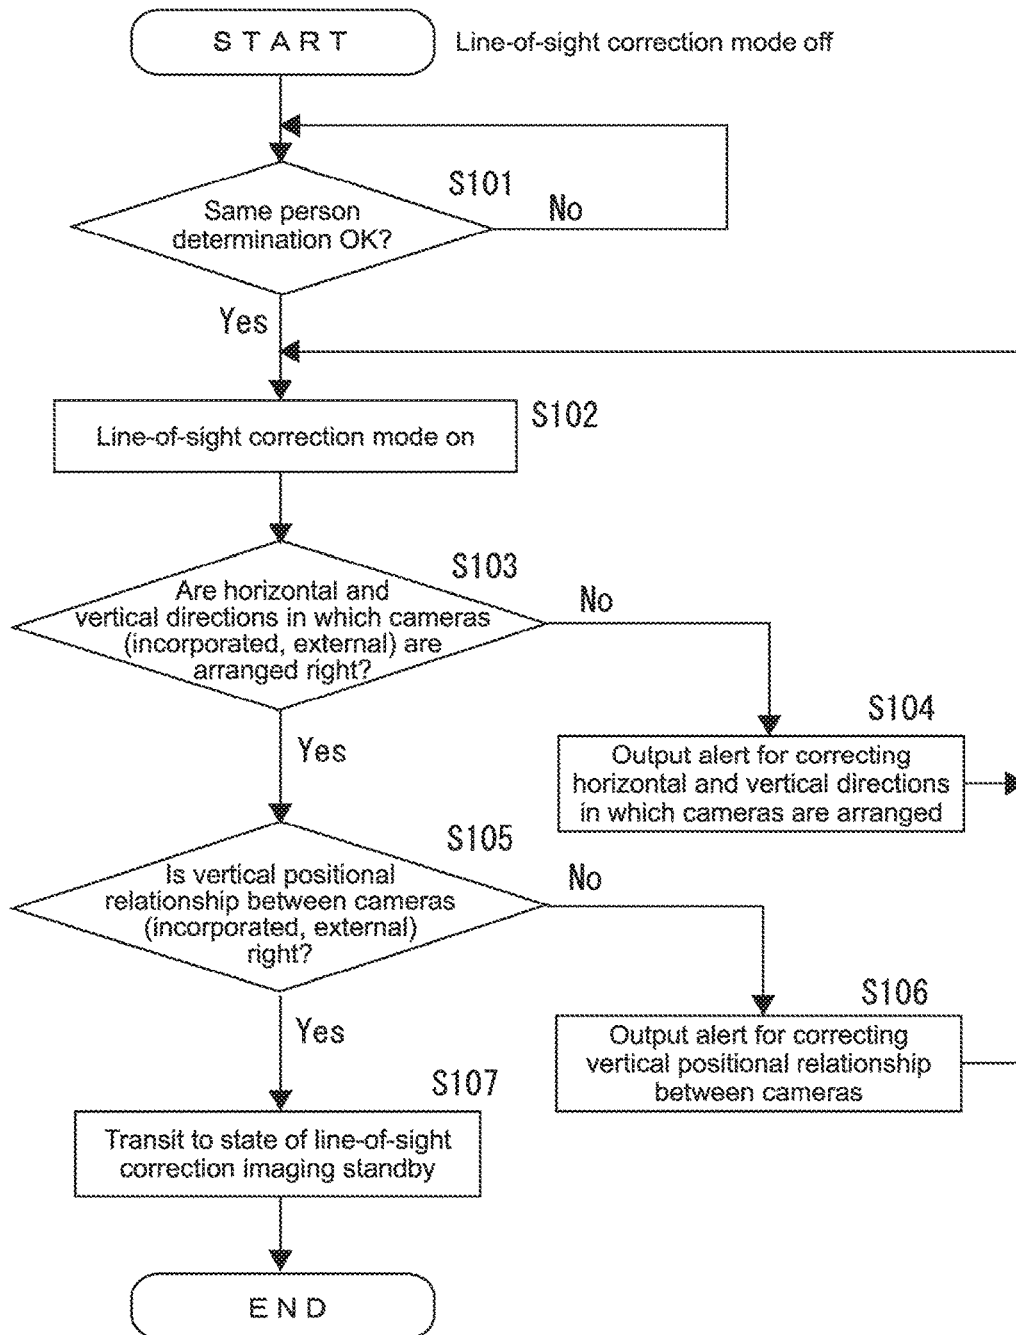 START
Line-of-sight correction mode off
S101
Same person
determination OK?
No
Yes
S102
Line-of-sight correction mode on
S103
Are horizontal and
vertical directions in which cameras
(incorporated, external) are
arranged right?
No
Yes
S104
Output alert for correcting
horizontal and vertical directions
in which cameras are arranged
S105
Is vertical positional
relationship between cameras
(incorporated, external)
right?
No
Yes
S106
Output alert for correcting
vertical positional relationship
between cameras
S107
Transit to state of line-of-sight
correction imaging standby
END